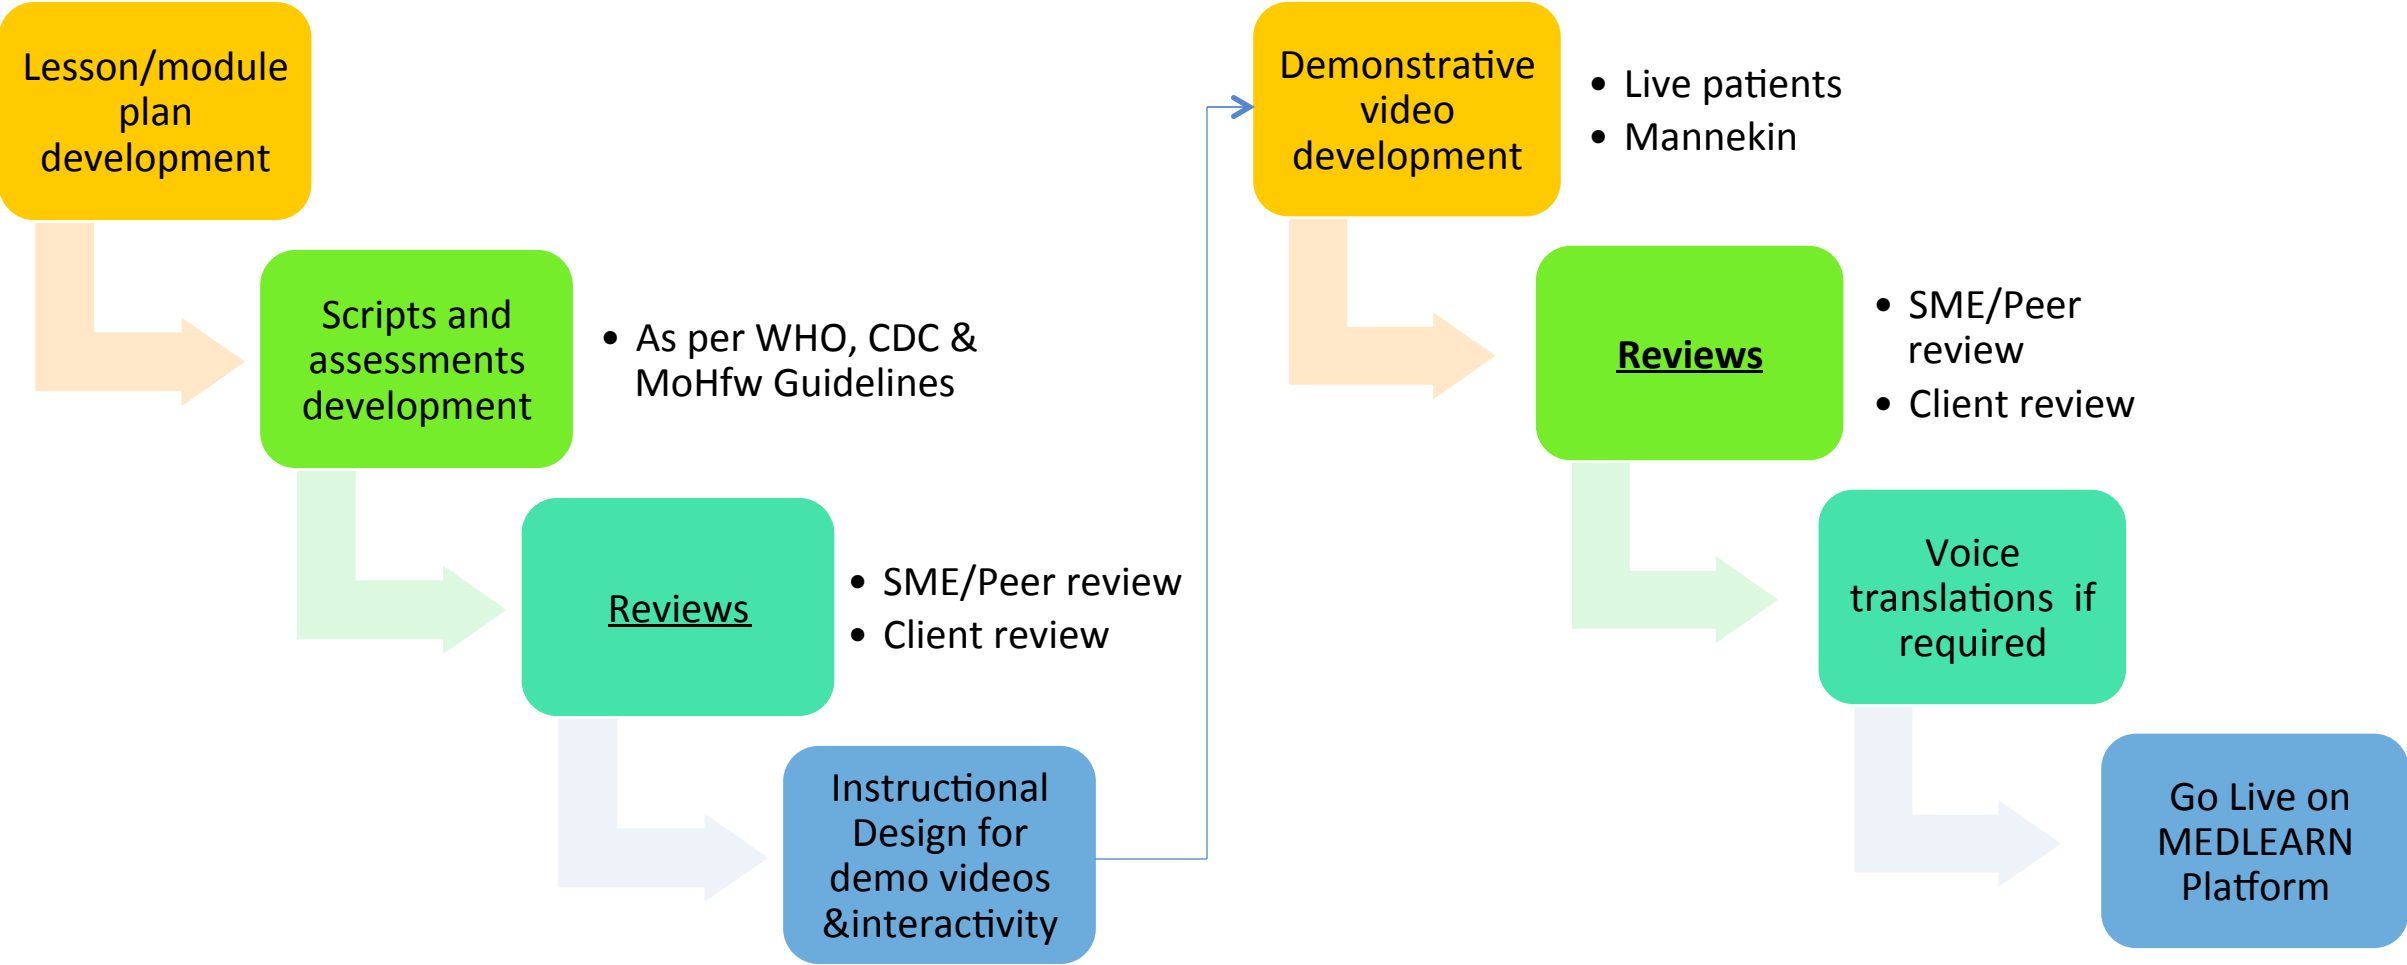 Lesson/module
plan
development
Scripts and
assessments
development
• As per WHO, CDC &
MoHfw Guidelines
Reviews
• SME/Peer review
• Client review
Instructional
Design for
demo videos
&interactivity
Demonstrative
video
development
• Live patients
• Mannekin
Reviews
• SME/Peer
review
• Client review
Voice
translations  if
required
Go Live on
MEDLEARN
Platform